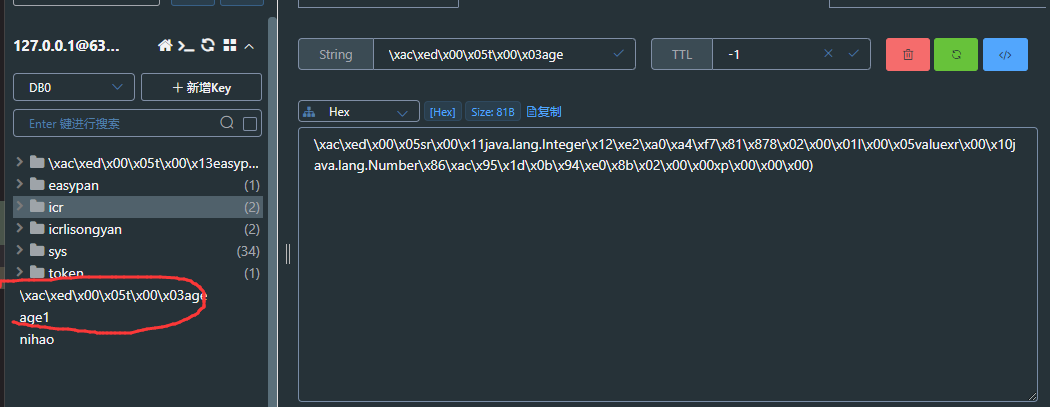 127.0.0.1@63...
DB0
+ 新增Key
Enter 键进行搜索
\xac\xed\x00\x05t\x00\x13easyp...
easypan (1)
icr (2)
icrlisongyan (2)
sys (34)
token (1)
\xac\xed\x00\x05t\x00\x03age
age1
nihao
String \xac\xed\x00\x05t\x00\x03age TTL -1
Hex [Hex] Size: 81B 复制
\xac\xed\x00\x05sr\x00\x11java.lang.Integer\x12\xe2\xa0\xa4\xf7\x81\x878\x02\x00\x01I\x00\x05valuexr\x00\x10j
ava.lang.Number\x86\xac\x95\x1d\x0b\x94\xe0\x8b\x02\x00\x00xp\x00\x00\x00)